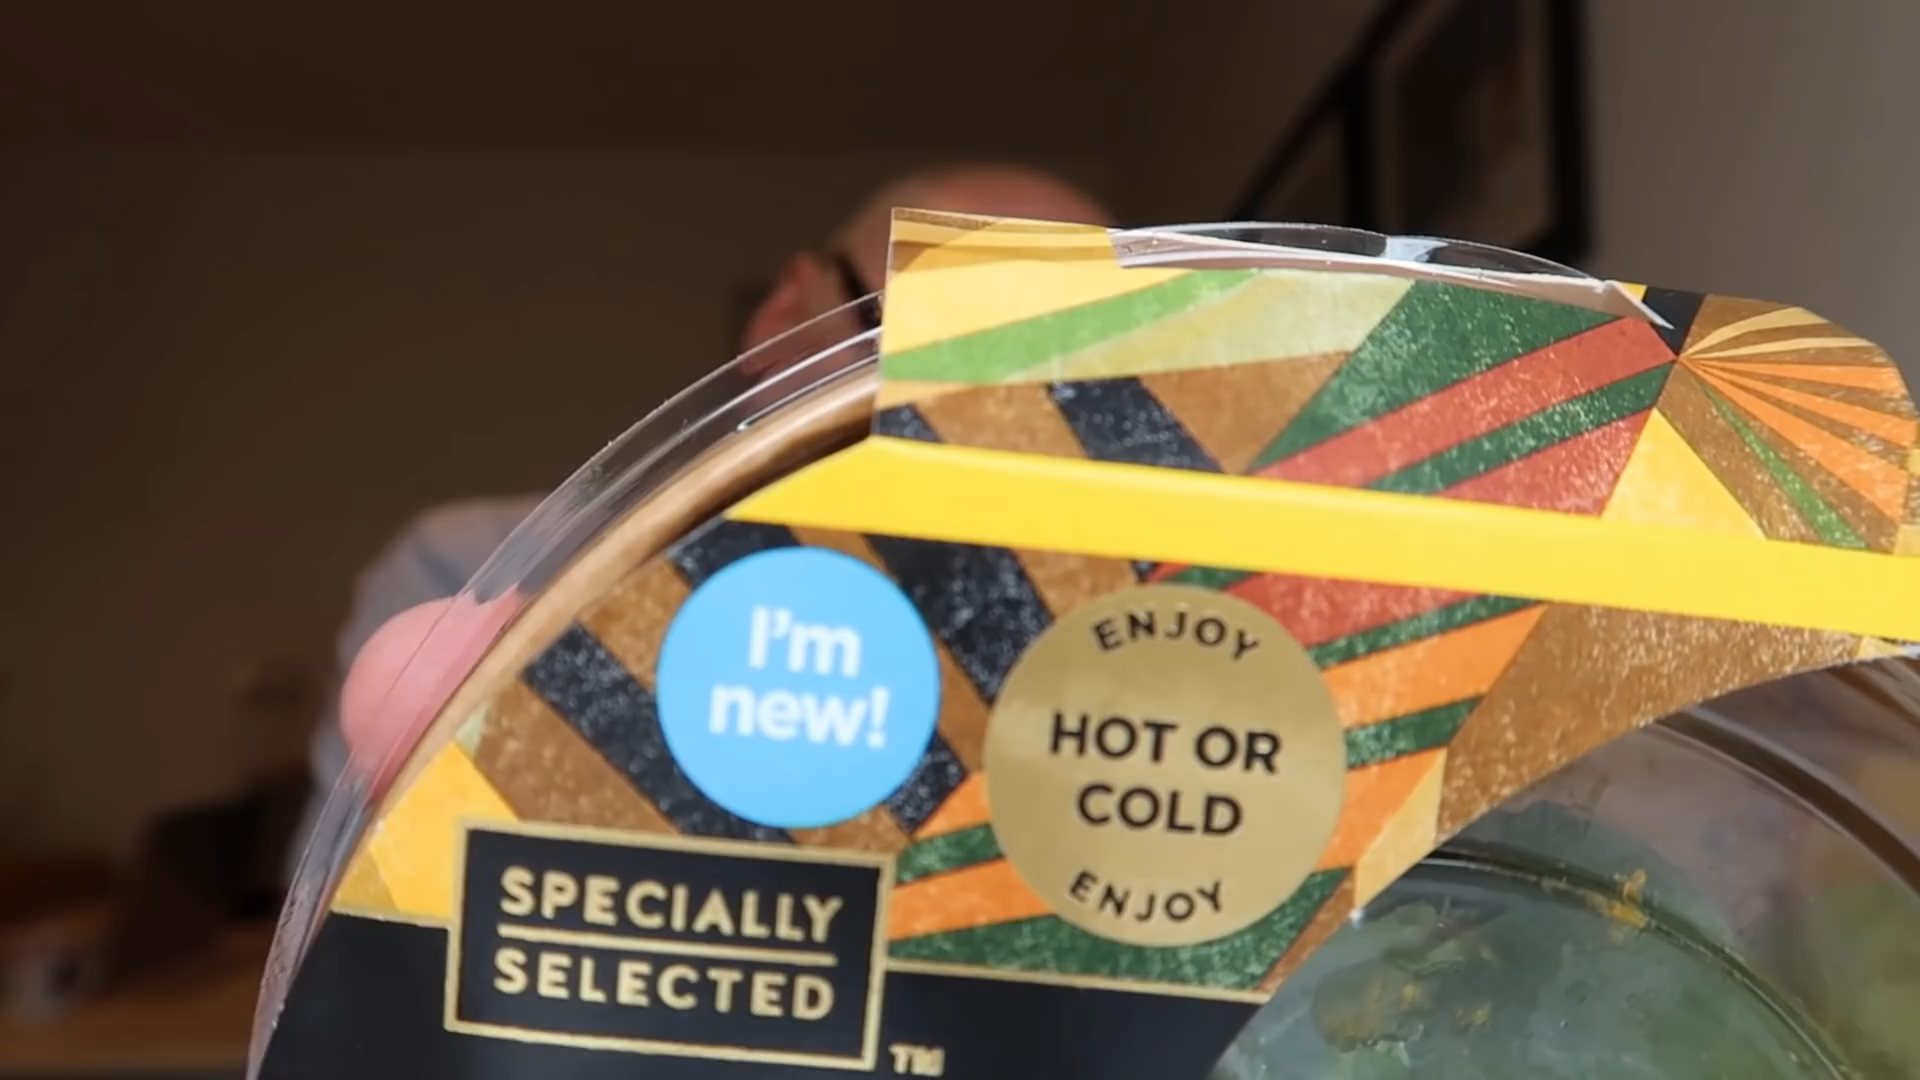 I'm
new!
ENJOY
HOT OR
COLD
ENJOY
SPECIALLY
SELECTED
TM